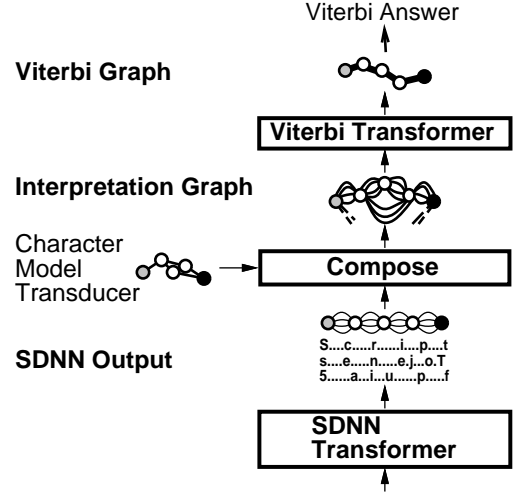 Viterbi Answer
Viterbi Graph
Viterbi Transformer
Interpretation Graph
Character
Model
Transducer
Compose
SDNN Output
S....c.....r......i....p....t
s....e.....n....e.j...o.T
5......a...i...u......p.....f
SDNN
Transformer